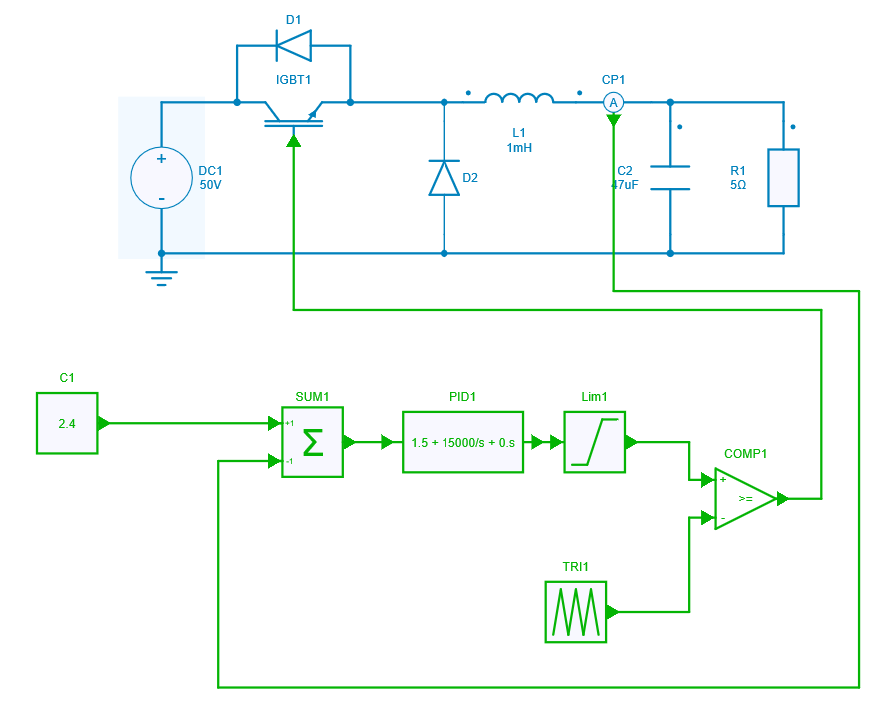 D1
IGBT1
CP1
A
L1
1mH
+
-
DC1
50V
D2
C2
47uF
R1
5Ω
C1
2.4
SUM1
+1
-1
Σ
PID1
1.5 + 15000/s + 0.s
Lim1
COMP1
+
>=
-
TRI1